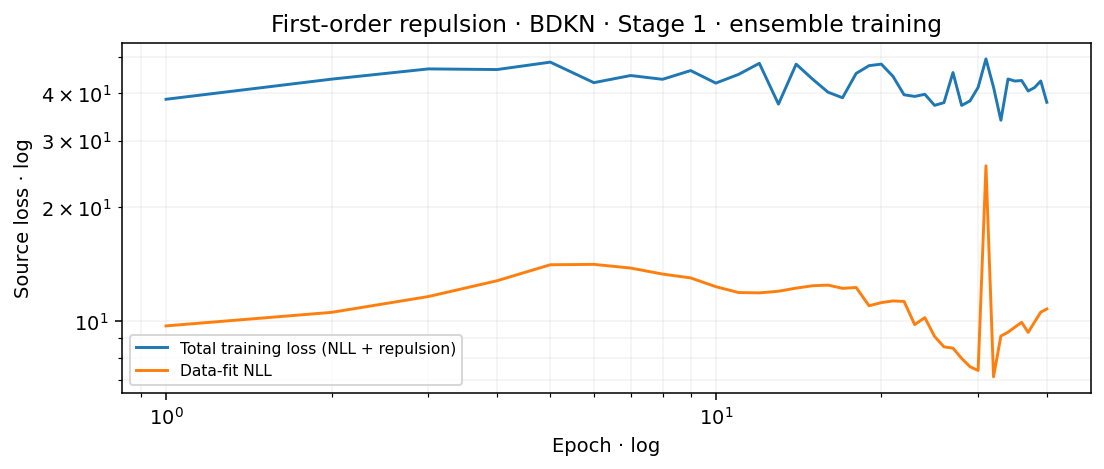 First-order repulsion · BDKN · Stage 1 · ensemble training
Source loss · log
4 × 10¹
3 × 10¹
2 × 10¹
10¹
Total training loss (NLL + repulsion)
Data-fit NLL
10⁰
10¹
Epoch · log